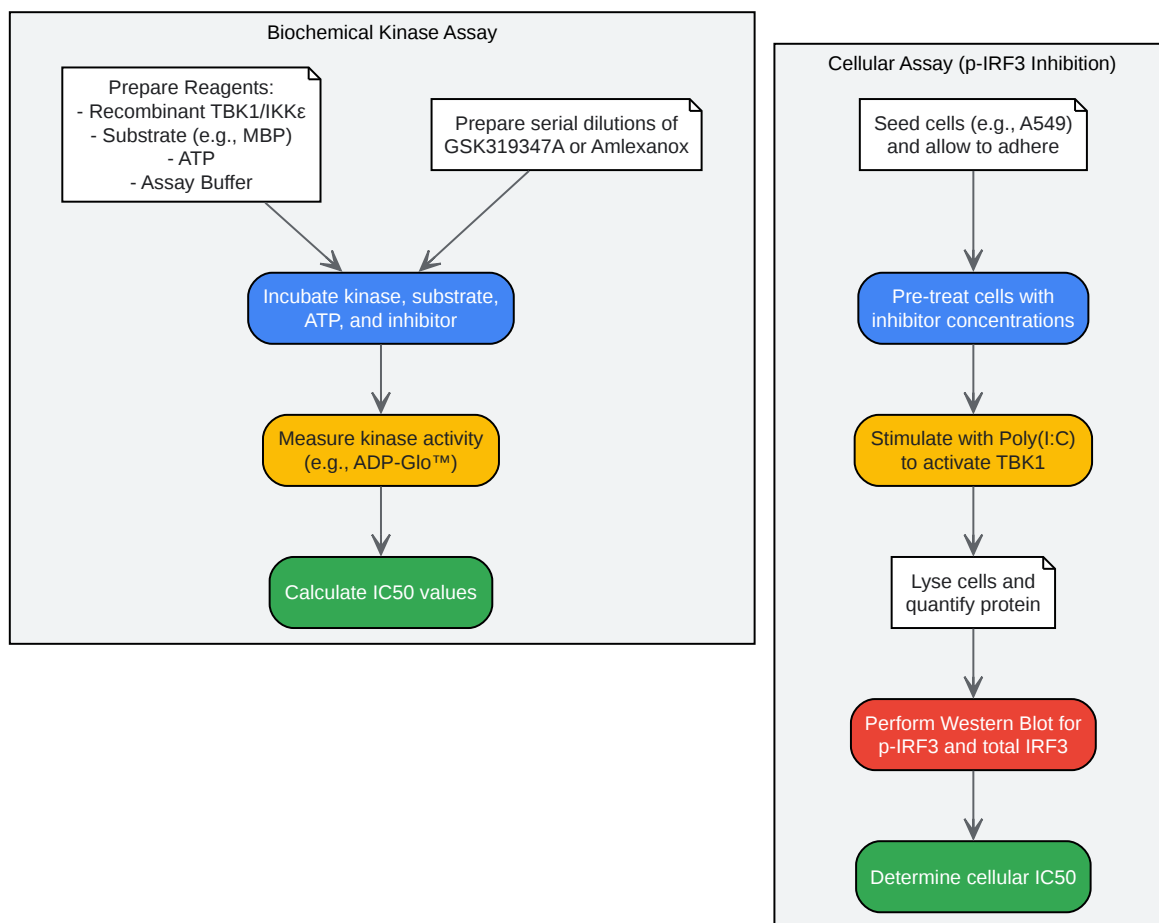 Biochemical Kinase Assay
Prepare Reagents:
- Recombinant TBK1/IKKε
- Substrate (e.g., MBP)
- ATP
- Assay Buffer
Prepare serial dilutions of
GSK319347A or Amlexanox
Incubate kinase, substrate,
ATP, and inhibitor
Measure kinase activity
(e.g., ADP-Glo™)
Calculate IC50 values
Cellular Assay (p-IRF3 Inhibition)
Seed cells (e.g., A549)
and allow to adhere
Pre-treat cells with
inhibitor concentrations
Stimulate with Poly(I:C)
to activate TBK1
Lyse cells and
quantify protein
Perform Western Blot for
p-IRF3 and total IRF3
Determine cellular IC50